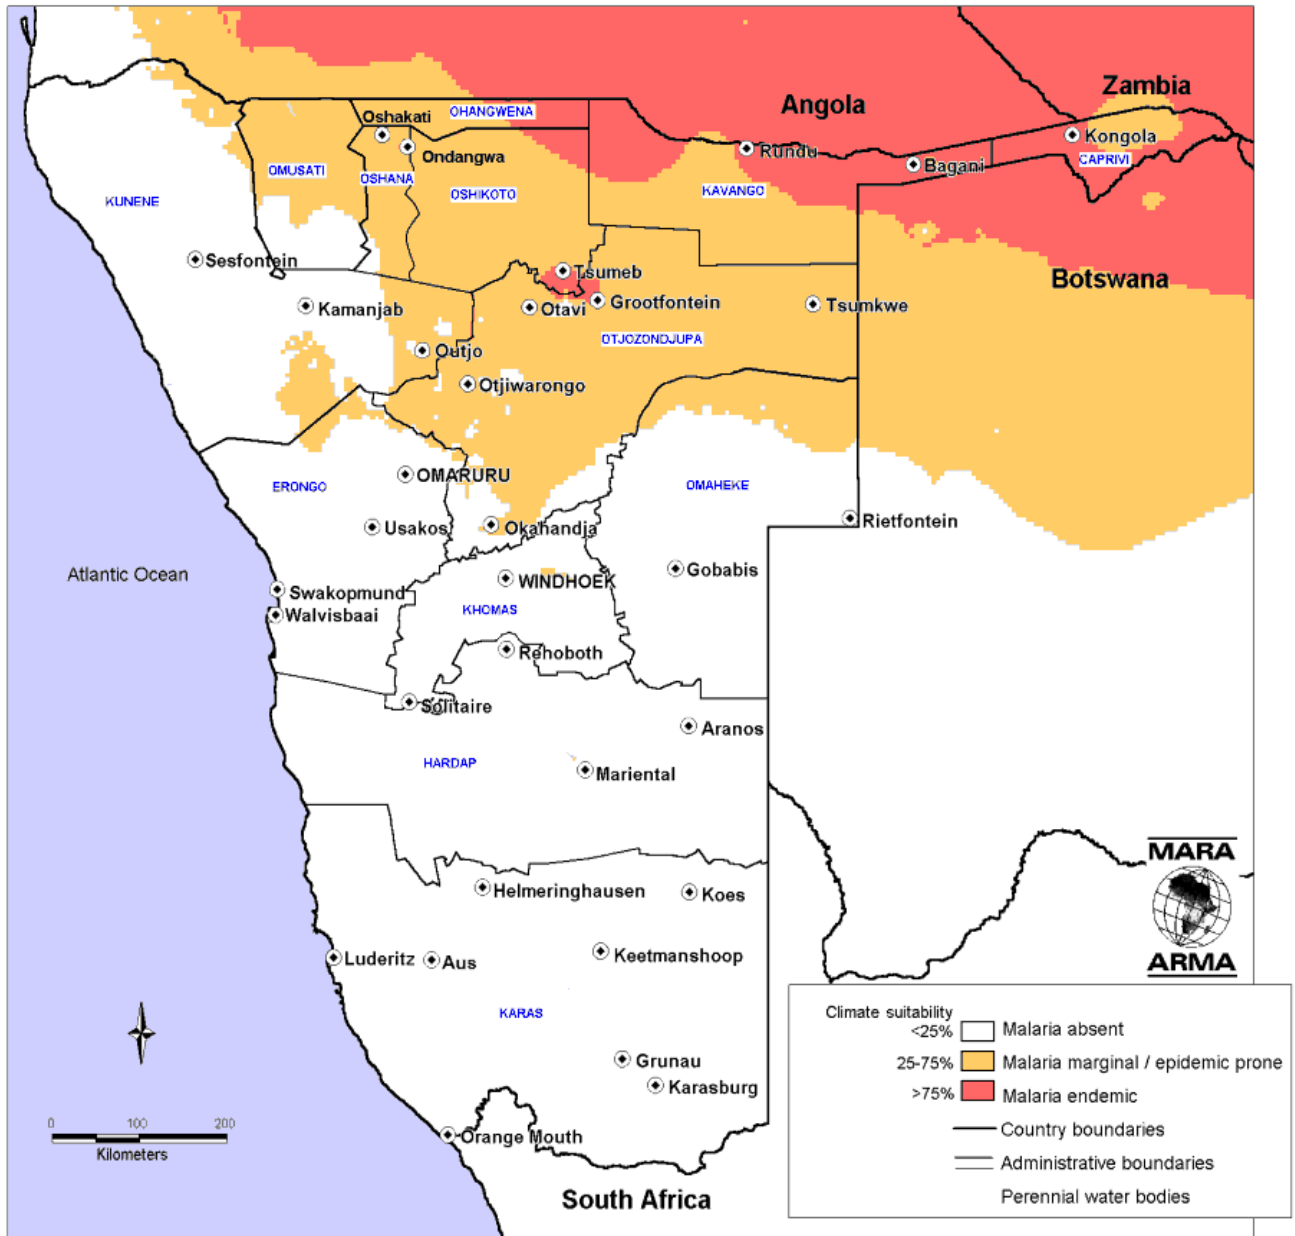 Zambia
Angola
OHANGWENA
Oshakati
Kongola
Ondangwa
Rundu
Bagani
CAPRIVI
OMUSATI
OSHANA
OSHIKOTO
KAVANGO
KUNENE
Sesfontein
Tsumeb
Botswana
Kamanjab
Otavi
Grootfontein
Tsumkwe
OTJOZONDJUPA
Outjo
Otjiwarongo
OMARURU
ERONGO
OMAHEKE
Usakos
Okahandja
Rietfontein
Atlantic Ocean
WINDHOEK
Gobabis
Swakopmund
KHOMAS
Walvisbaai
Rehoboth
Solitaire
Aranos
HARDAP
Mariental
MARA
Helmeringhausen
Koes
Luderitz
Aus
Keetmanshoop
ARMA
KARAS
Grunau
Karasburg
Orange Mouth
South Africa
0 100 200
Kilometers
Climate suitability
<25% Malaria absent
25-75% Malaria marginal / epidemic prone
>75% Malaria endemic
Country boundaries
Administrative boundaries
Perennial water bodies